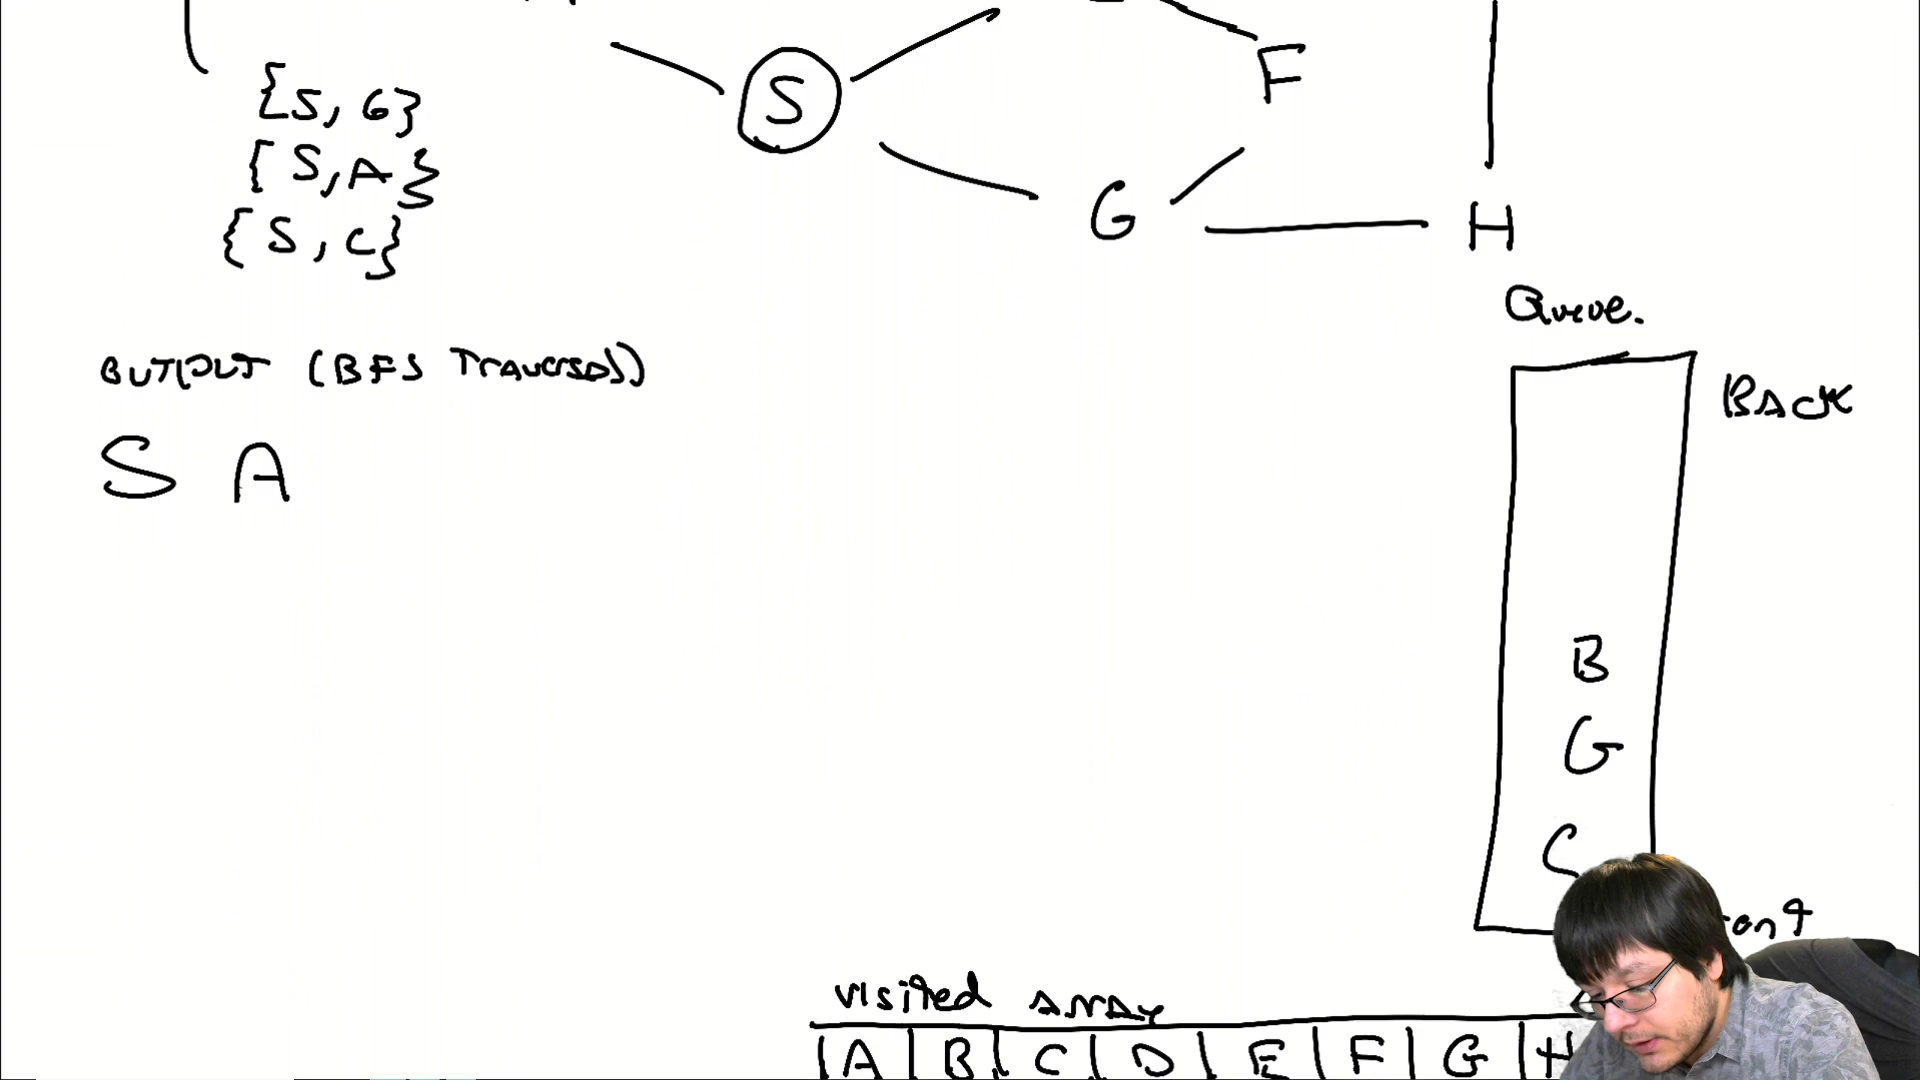 S
F
{S, G}
{S, A}
{S, C}
G
H
Queue.
OUTPUT (BFS Traversal)
Back
S A
B
G
C
visited array
A B C D E F G H